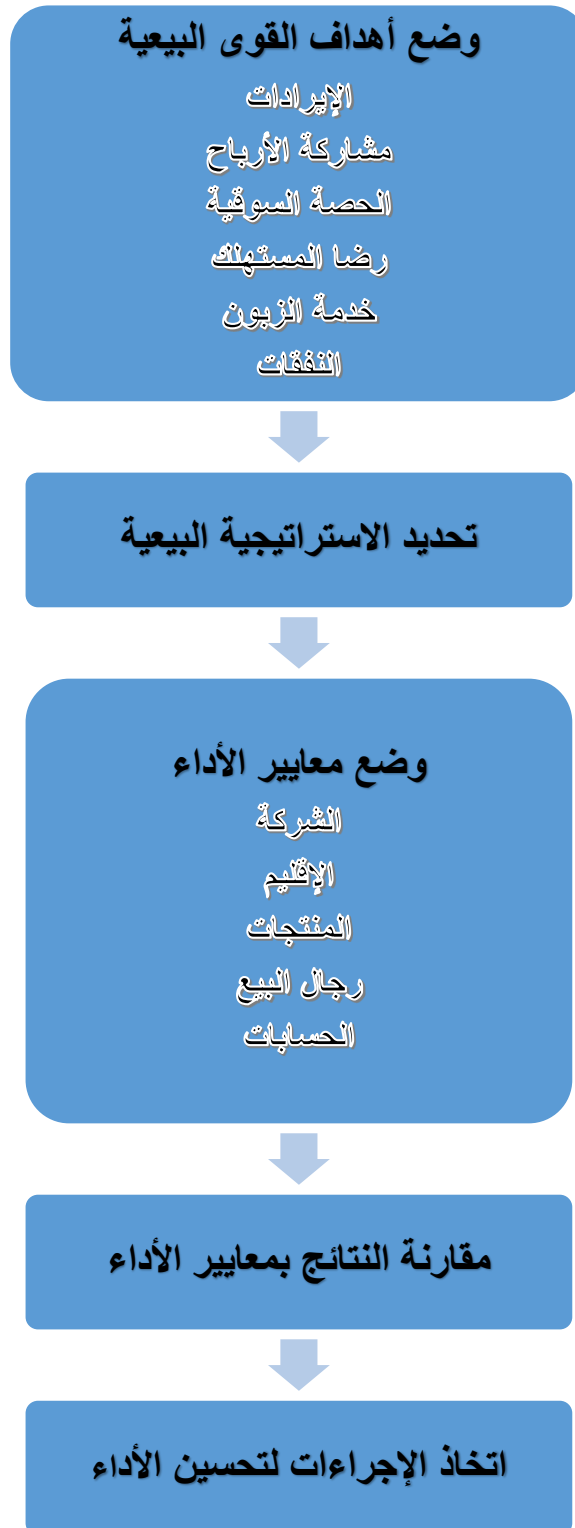 وضع أهداف القوى البيعية
الإيرادات
مشاركة الأرباح
الحصة السوقية
رضا المستهلك
خدمة الزبون
النفقات
تحديد الاستراتيجية البيعية
وضع معايير الأداء
الشركة
الإقليم
المنتجات
رجال البيع
الحسابات
مقارنة النتائج بمعايير الأداء
اتخاذ الإجراءات لتحسين الأداء